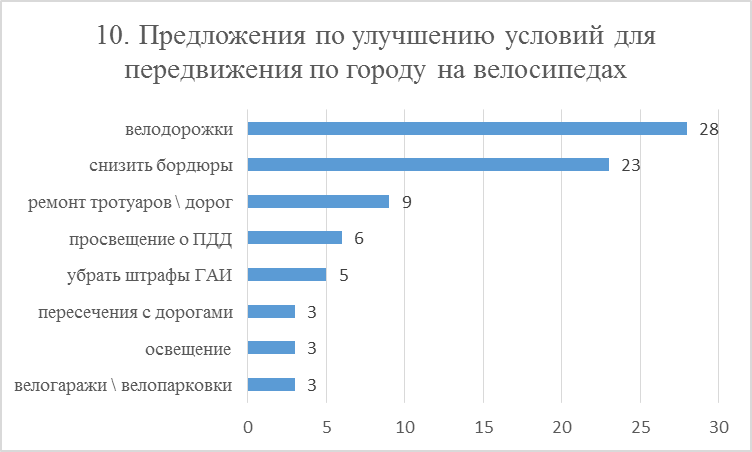 10. Предложения по улучшению условий для
передвижения по городу на велосипедах
велодорожки 28
снизить бордюры 23
ремонт тротуаров \ дорог 9
просвещение о ПДД 6
убрать штрафы ГАИ 5
пересечения с дорогами 3
освещение 3
велогаражи \ велопарковки 3
0 5 10 15 20 25 30